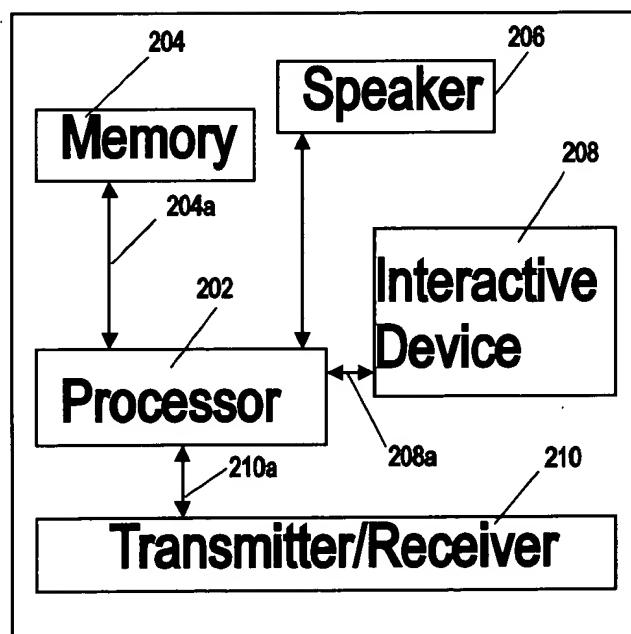 204
206
Speaker
Memory
208
204a
Interactive
Device
202
Processor
208a
210a
210
Transmitter/Receiver